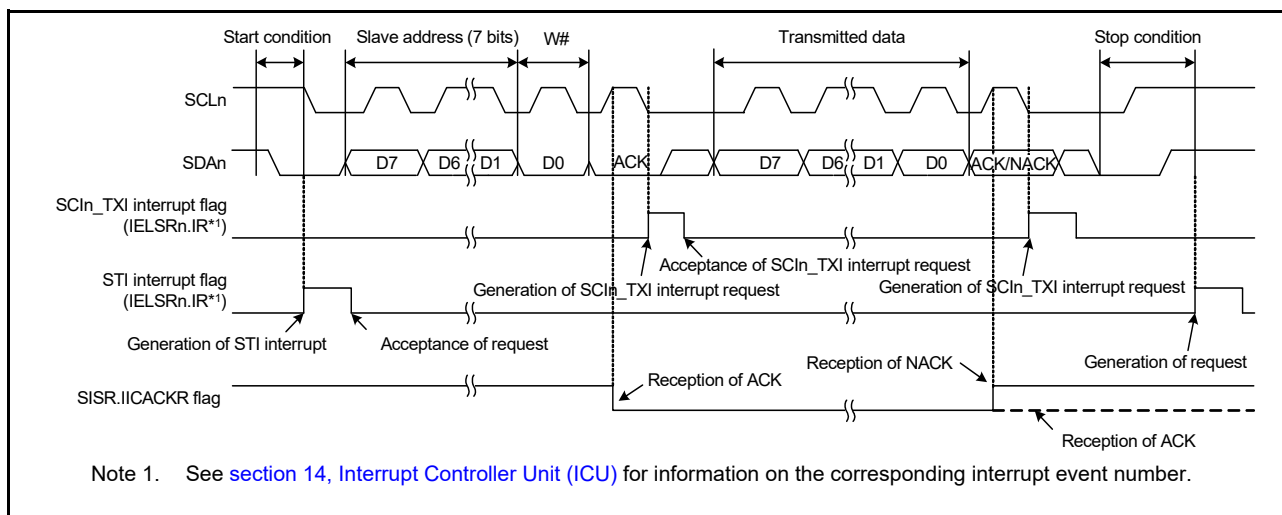 Start condition Slave address (7 bits) W# Transmitted data Stop condition
SCLn
SDAn D7 D6 D1 D0 ACK D7 D6 D1 D0 ACK/NACK
SCIn_TXI interrupt flag
(IELSRn.IR*1)
Acceptance of SCIn_TXI interrupt request
STI interrupt flag
(IELSRn.IR*1)
Generation of SCIn_TXI interrupt request Generation of SCIn_TXI interrupt request
Generation of STI interrupt Acceptance of request Generation of request
Reception of ACK Reception of NACK
SISR.IICACKR flag
Reception of ACK
Note 1. See section 14, Interrupt Controller Unit (ICU) for information on the corresponding interrupt event number.